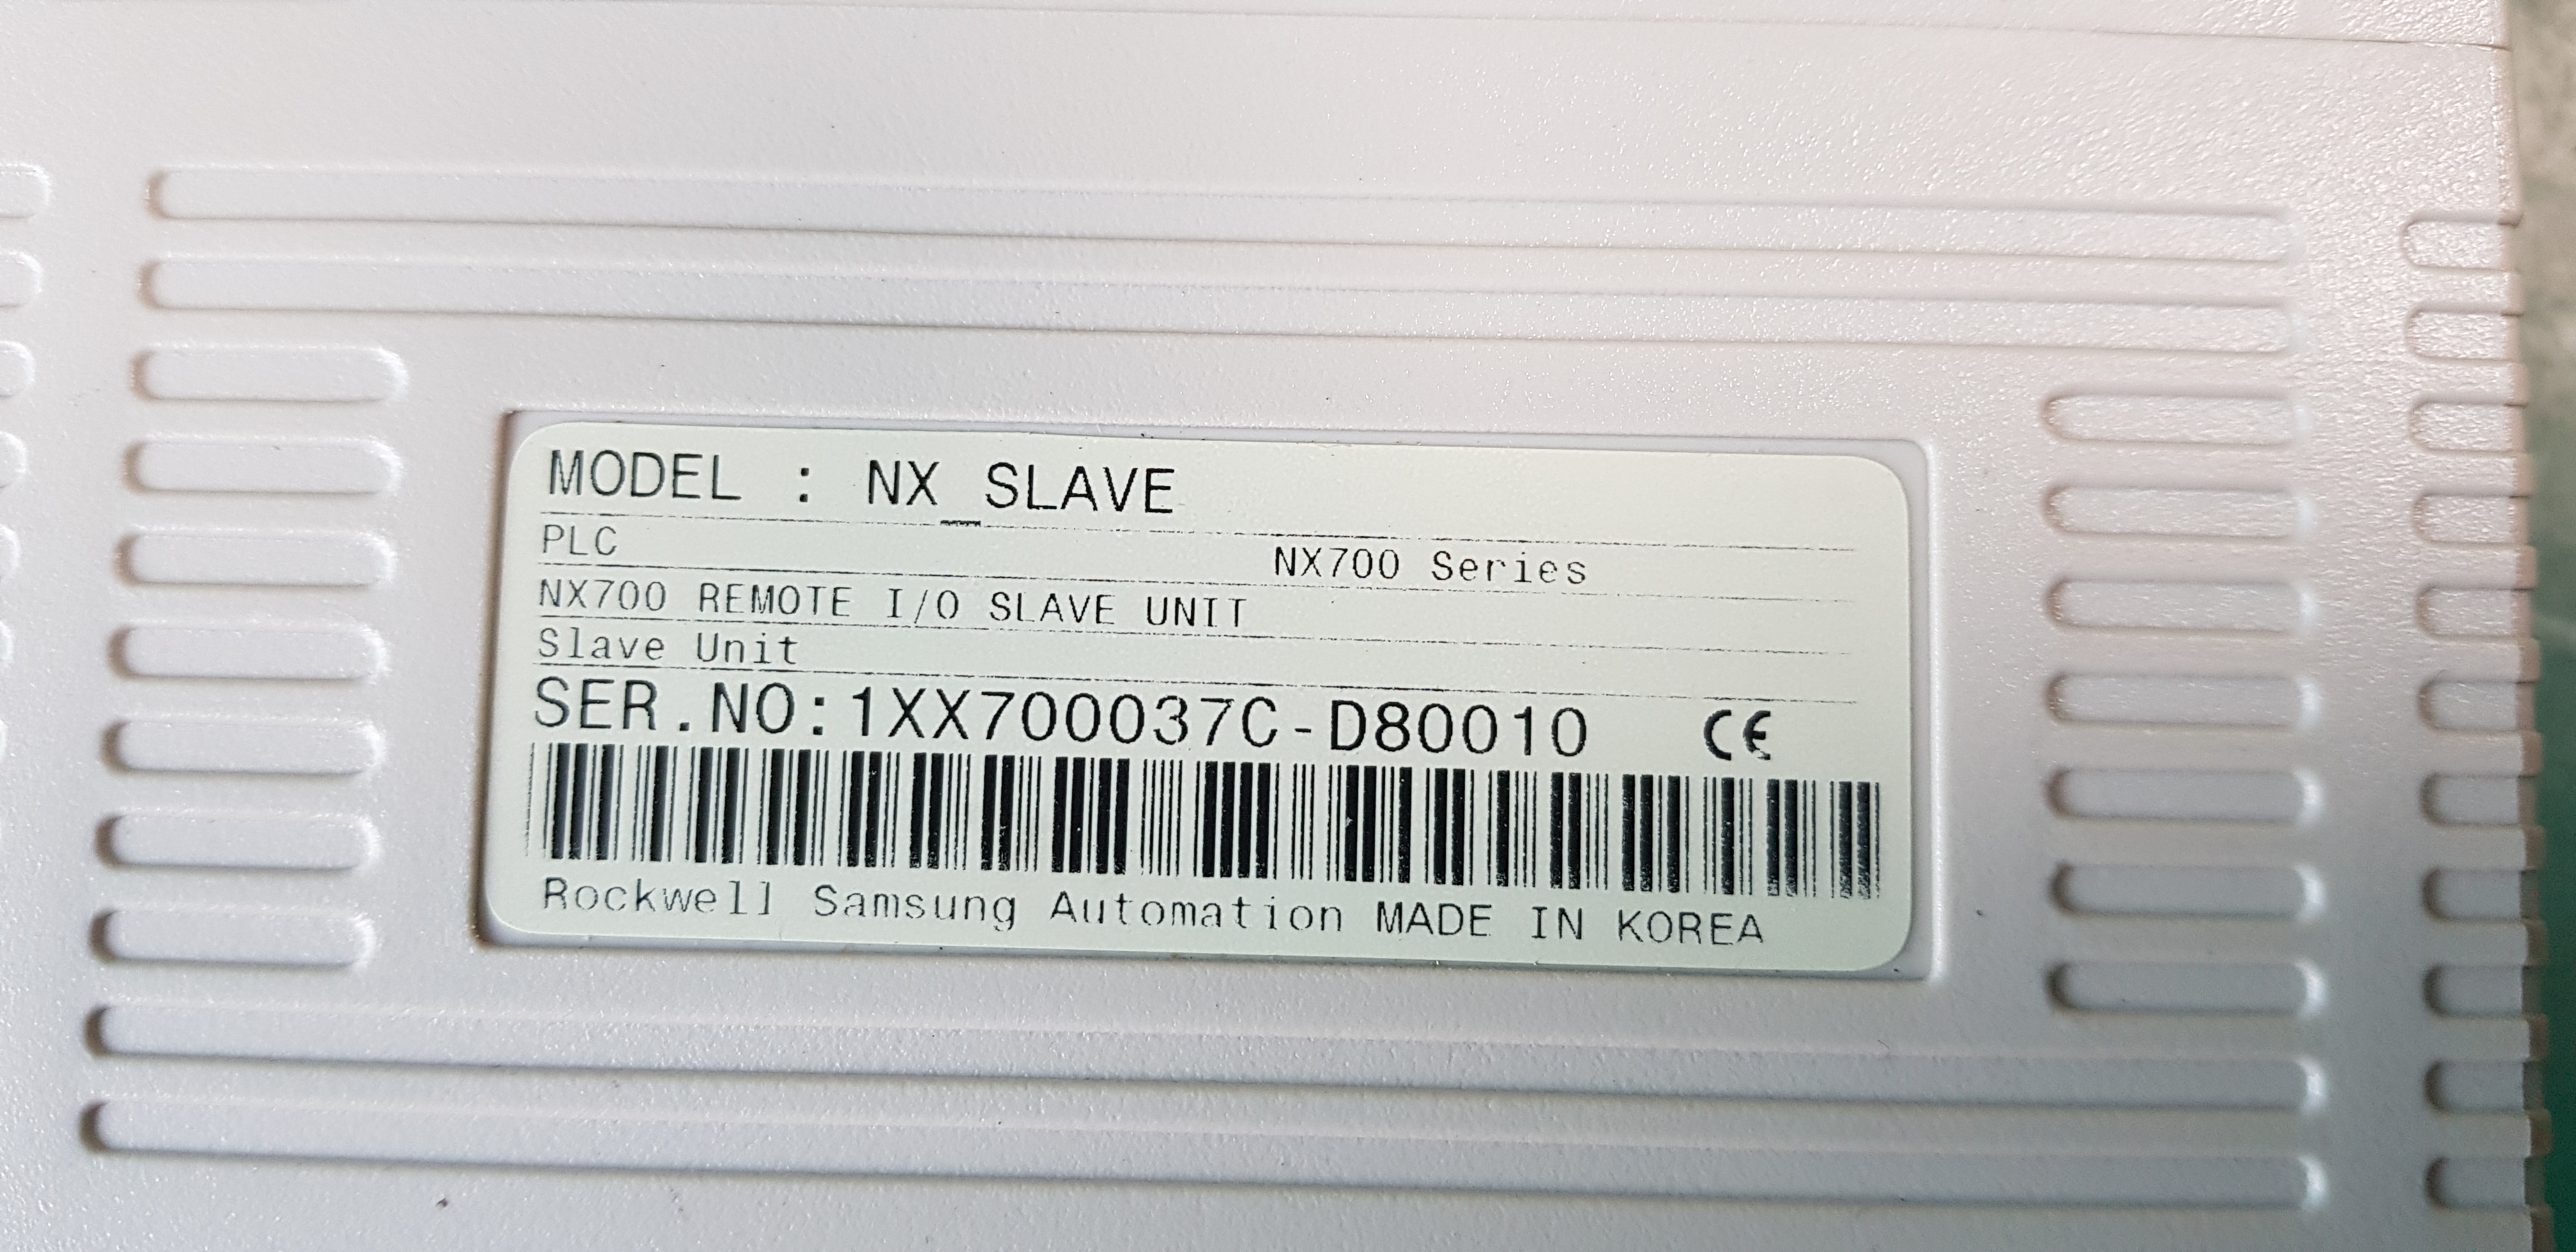 MODEL : NX_SLAVE
PLC NX700 Series
NX700 REMOTE I/O SLAVE UNIT
Slave Unit
SER.NO:1XX700037C-D80010 CE
Rockwell Samsung Automation MADE IN KOREA